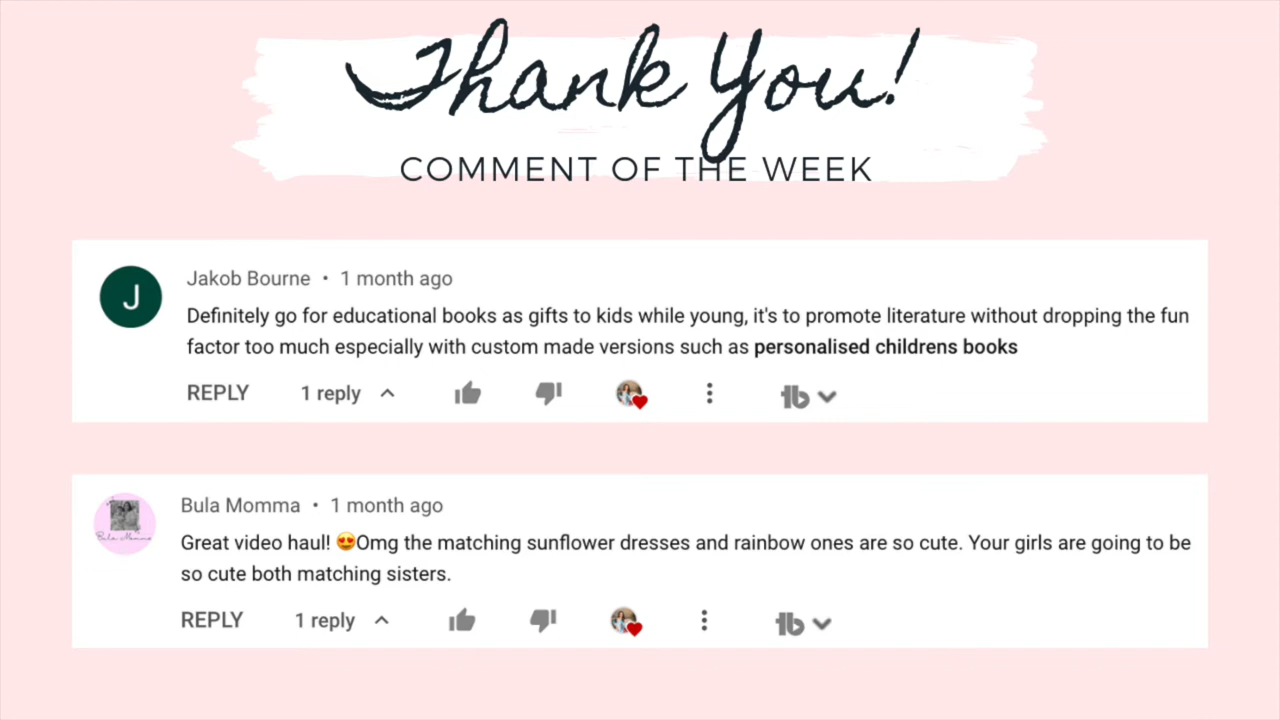 Thank You!
COMMENT OF THE WEEK
J
Jakob Bourne • 1 month ago
Definitely go for educational books as gifts to kids while young, it's to promote literature without dropping the fun
factor too much especially with custom made versions such as personalised childrens books
REPLY 1 reply
Bula Momma
Bula Momma • 1 month ago
Great video haul! 😍Omg the matching sunflower dresses and rainbow ones are so cute. Your girls are going to be
so cute both matching sisters.
REPLY 1 reply